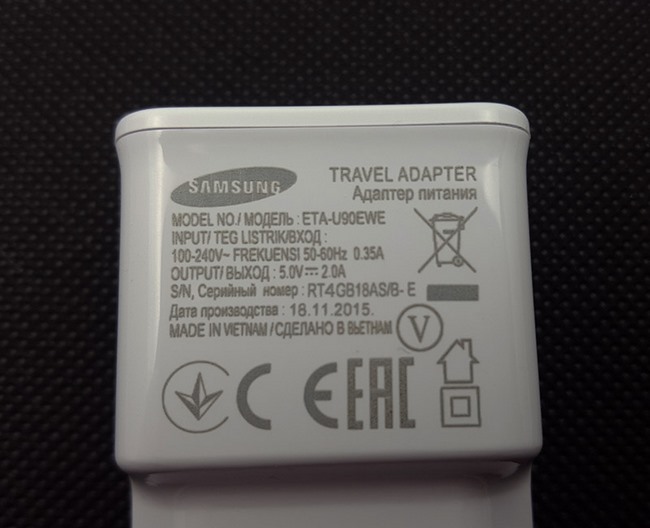 SAMSUNG
TRAVEL ADAPTER
Адаптер питания
MODEL NO./ МОДЕЛЬ : ETA-U90EWE
INPUT/ TEG LISTRIK/ВХОД :
100-240V~ FREKUENSI 50-60Hz 0.35A
OUTPUT/ ВЫХОД : 5.0V⎓ 2.0A
S/N, Серийный номер : RT4GB18AS/B- E
Дата производства : 18.11.2015.
MADE IN VIETNAM / СДЕЛАНО В ВЬЕТНАМ
V
C E EAC